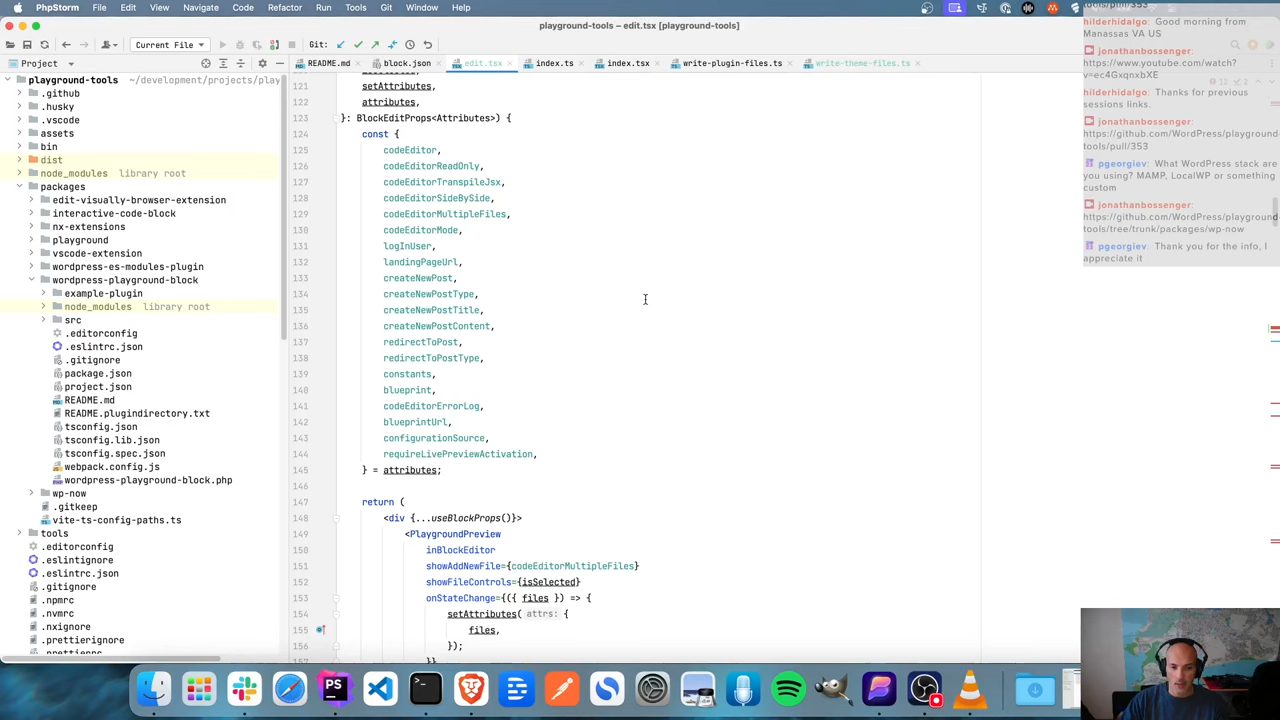 PhpStorm File Edit View Navigate Code Refactor Run Tools Git Window Help
playground-tools – edit.tsx [playground-tools]
Current File
Git:
Project
README.md
block.json
edit.tsx
index.ts
index.tsx
write-plugin-files.ts
write-theme-files.ts
playground-tools ~/development/projects/play
.github
.husky
.vscode
assets
bin
dist
node_modules library root
packages
edit-visually-browser-extension
interactive-code-block
nx-extensions
playground
vscode-extension
wordpress-es-modules-plugin
wordpress-playground-block
example-plugin
node_modules library root
src
.editorconfig
.eslintrc.json
.gitignore
package.json
project.json
README.md
README.plugindirectory.txt
tsconfig.json
tsconfig.lib.json
tsconfig.spec.json
webpack.config.js
wordpress-playground-block.php
wp-now
.gitkeep
vite-ts-config-paths.ts
tools
.editorconfig
.eslintignore
.eslintrc.json
.gitignore
.npmrc
.nvmrc
.nxignore
.prettierignore
121 setAttributes,
122 attributes,
123 }: BlockEditProps<Attributes>) {
124 const {
125 codeEditor,
126 codeEditorReadOnly,
127 codeEditorTranspileJsx,
128 codeEditorSideBySide,
129 codeEditorMultipleFiles,
130 codeEditorMode,
131 logInUser,
132 landingPageUrl,
133 createNewPost,
134 createNewPostType,
135 createNewPostTitle,
136 createNewPostContent,
137 redirectToPost,
138 redirectToPostType,
139 constants,
140 blueprint,
141 codeEditorErrorLog,
142 blueprintUrl,
143 configurationSource,
144 requireLivePreviewActivation,
145 } = attributes;
146
147 return (
148 <div {...useBlockProps()}>
149 <PlaygroundPreview
150 inBlockEditor
151 showAddNewFile={codeEditorMultipleFiles}
152 showFileControls={isSelected}
153 onStateChange={({ files }) => {
154 setAttributes( attrs: {
155 files,
156 });
157 }}
tools/pull/353
hilderhidalgo: Good morning from
Manassas VA US
jonathanbossenger:
https://www.youtube.com/watch?
v=ec4GxqnxbXE
hilderhidalgo: Thanks for previous
sessions links.
jonathanbossenger:
https://github.com/WordPress/playground-
tools/pull/353
pgeorgiev: What WordPress stack are
you using? MAMP, LocalWP or something
custom
jonathanbossenger:
https://github.com/WordPress/playground-
tools/tree/trunk/packages/wp-now
pgeorgiev: Thank you for the info, I
appreciate it